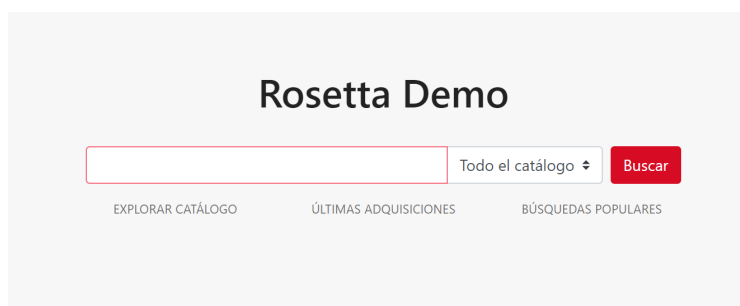 Rosetta Demo
Todo el catálogo Buscar
EXPLORAR CATÁLOGO ÚLTIMAS ADQUISICIONES BÚSQUEDAS POPULARES